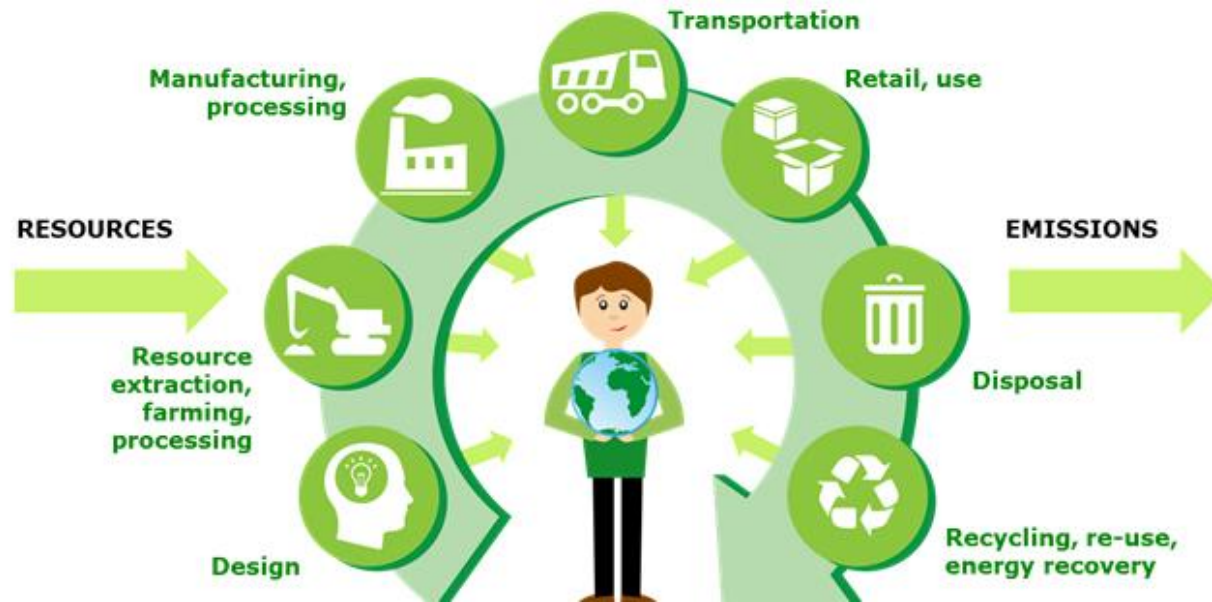 Transportation
Manufacturing,
processing
Retail, use
RESOURCES
EMISSIONS
Resource
extraction,
farming,
processing
Disposal
Design
Recycling, re-use,
energy recovery